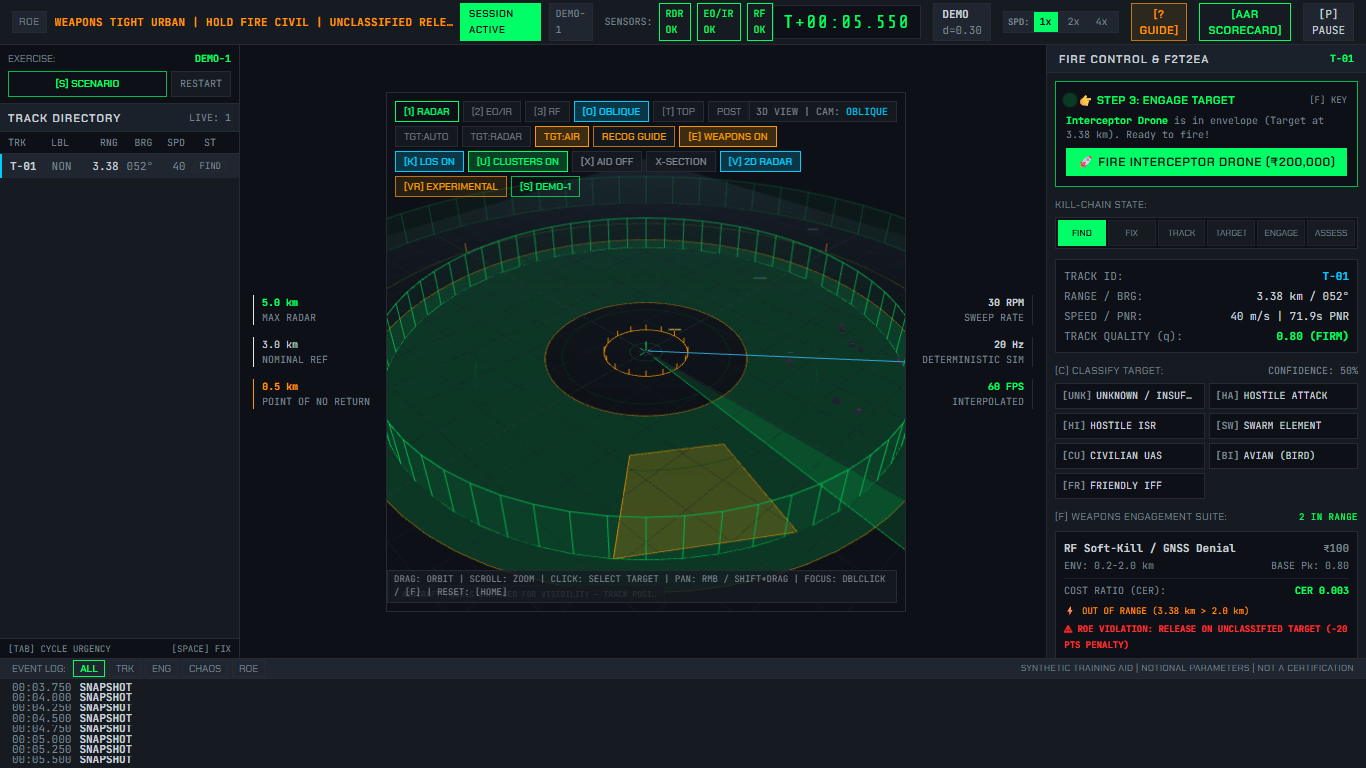 ROE WEAPONS TIGHT URBAN | HOLD FIRE CIVIL | UNCLASSIFIED RELE…
SESSION ACTIVE
DEMO-1
SENSORS: RDR OK EO/IR OK RF OK
T+00:05.550
DEMO d=0.30
SPD: 1x 2x 4x
[? GUIDE]
[AAR SCORECARD]
[P] PAUSE
EXERCISE: DEMO-1
[S] SCENARIO RESTART
TRACK DIRECTORY LIVE: 1
TRK LBL RNG BRG SPD ST
T-01 NON 3.38 052° 40 FIND
[TAB] CYCLE URGENCY [SPACE] FIX
[1] RADAR [2] EO/IR [3] RF [O] OBLIQUE [T] TOP POST 3D VIEW | CAM: OBLIQUE
TGT:AUTO TGT:RADAR TGT:AIR RECOG GUIDE [E] WEAPONS ON
[K] LOS ON [U] CLUSTERS ON [X] AID OFF X-SECTION [V] 2D RADAR
[VR] EXPERIMENTAL [S] DEMO-1
5.0 km
MAX RADAR
3.0 km
NOMINAL REF
0.5 km
POINT OF NO RETURN
30 RPM
SWEEP RATE
20 Hz
DETERMINISTIC SIM
60 FPS
INTERPOLATED
DRAG: ORBIT | SCROLL: ZOOM | CLICK: SELECT TARGET | PAN: RMB / SHIFT+DRAG | FOCUS: DBLCLICK
/ [F] | RESET: [HOME]
FIRE CONTROL & F2T2EA T-01
👉 STEP 3: ENGAGE TARGET [F] KEY
Interceptor Drone is in envelope (Target at
3.38 km). Ready to fire!
🚀 FIRE INTERCEPTOR DRONE [₹200,000]
KILL-CHAIN STATE:
FIND FIX TRACK TARGET ENGAGE ASSESS
TRACK ID: T-01
RANGE / BRG: 3.38 km / 052°
SPEED / PNR: 40 m/s | 71.9s PNR
TRACK QUALITY (q): 0.80 (FIRM)
[C] CLASSIFY TARGET: CONFIDENCE: 50%
[UNK] UNKNOWN / INSUF… [HA] HOSTILE ATTACK
[HI] HOSTILE ISR [SW] SWARM ELEMENT
[CU] CIVILIAN UAS [BI] AVIAN (BIRD)
[FR] FRIENDLY IFF
[F] WEAPONS ENGAGEMENT SUITE: 2 IN RANGE
RF Soft-Kill / GNSS Denial ₹100
ENV: 0.2-2.0 km BASE Pk: 0.80
COST RATIO (CER): CER 0.003
⚡ OUT OF RANGE (3.38 km > 2.0 km)
⚠ ROE VIOLATION: RELEASE ON UNCLASSIFIED TARGET (-20
PTS PENALTY)
EVENT LOG: ALL TRK ENG CHAOS ROE
SYNTHETIC TRAINING AID | NOTIONAL PARAMETERS | NOT A CERTIFICATION
00:03.750 SNAPSHOT
00:04.000 SNAPSHOT
00:04.250 SNAPSHOT
00:04.500 SNAPSHOT
00:04.750 SNAPSHOT
00:05.000 SNAPSHOT
00:05.250 SNAPSHOT
00:05.500 SNAPSHOT